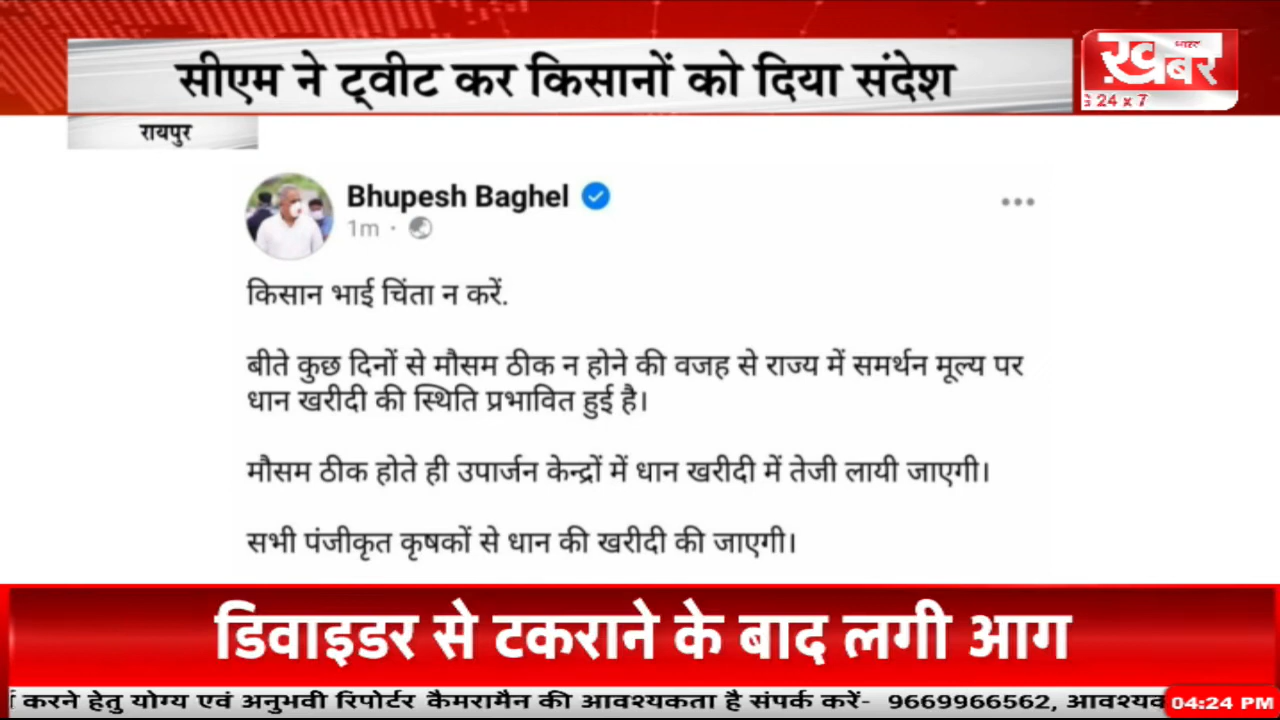 सीएम ने ट्वीट कर किसानों को दिया संदेश
भारत
ख़बर
24 x 7
रायपुर
Bhupesh Baghel
1m ·
किसान भाई चिंता न करें.
बीते कुछ दिनों से मौसम ठीक न होने की वजह से राज्य में समर्थन मूल्य पर
धान खरीदी की स्थिति प्रभावित हुई है।
मौसम ठीक होते ही उपार्जन केन्द्रों में धान खरीदी में तेजी लायी जाएगी।
सभी पंजीकृत कृषकों से धान की खरीदी की जाएगी।
डिवाइडर से टकराने के बाद लगी आग
करने हेतु योग्य एवं अनुभवी रिपोर्टर कैमरामैन की आवश्यकता है संपर्क करें- 9669966562, आवश्यव
04:24 PM